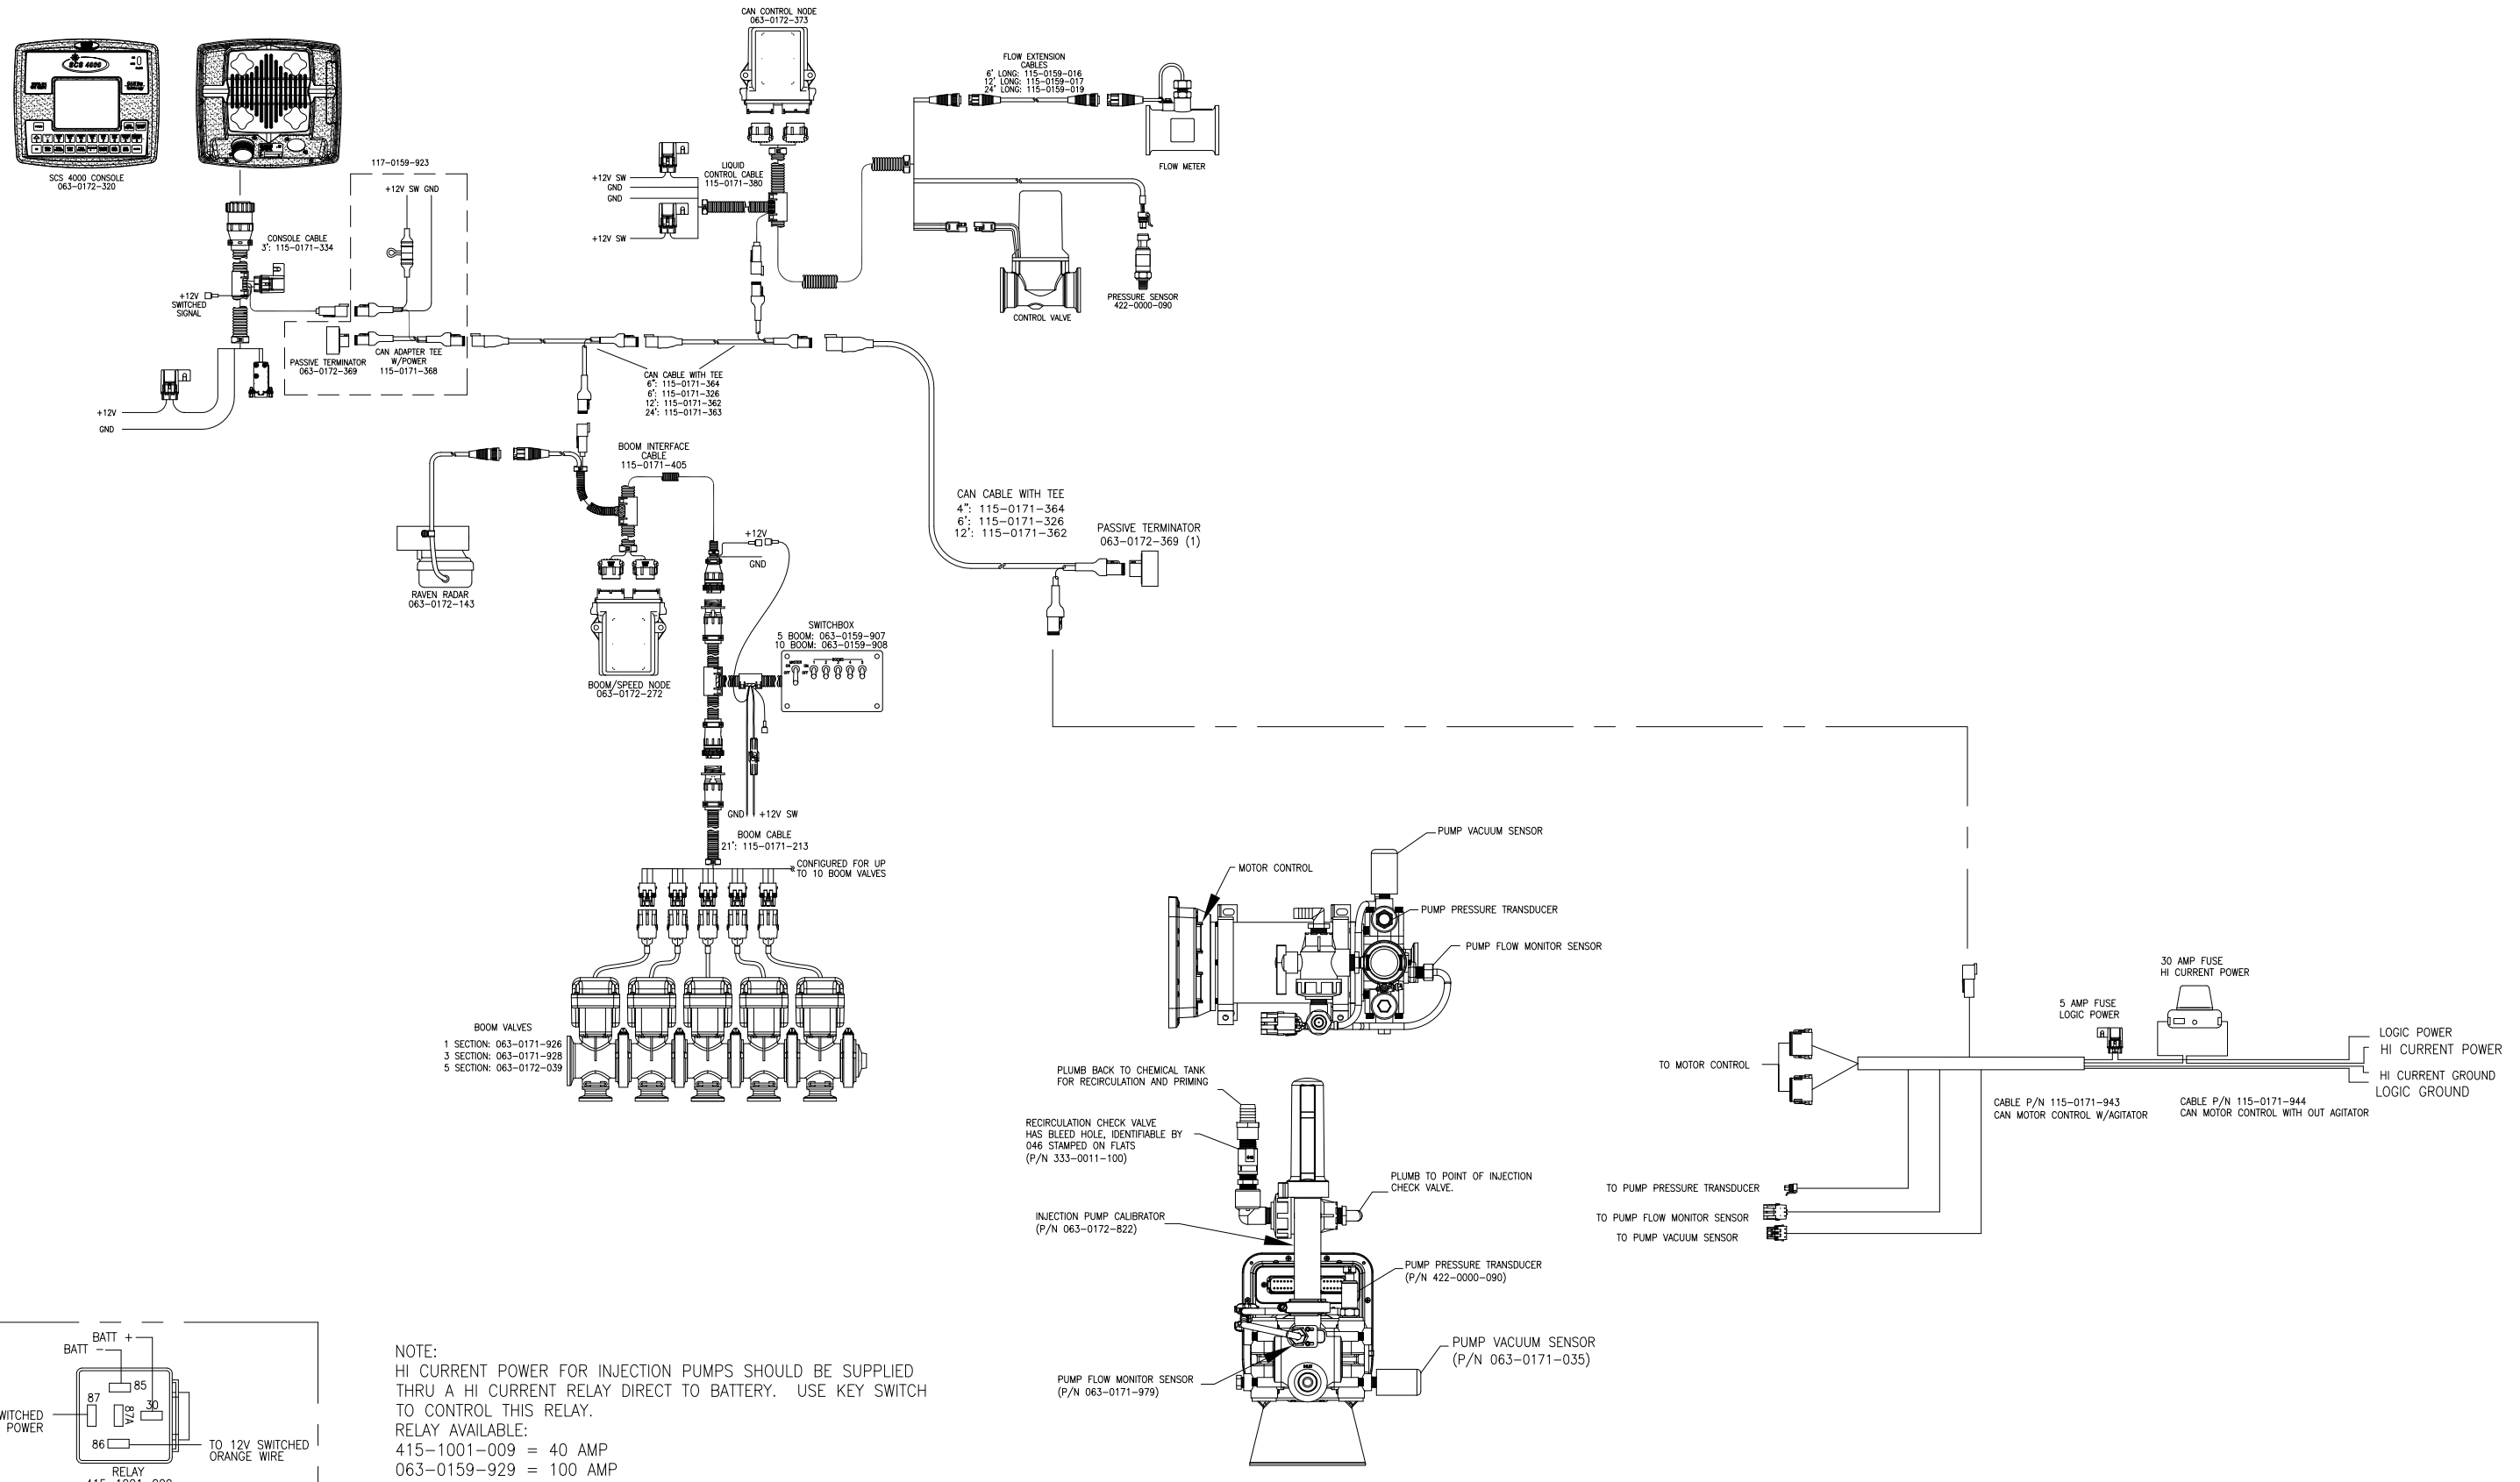 CAN CONTROL NODE
063-0172-373
SCS 4000
SCS 4000 CONSOLE
063-0172-320
117-0159-923
+12V SW GND
CONSOLE CABLE
3': 115-0171-334
+12V
SWITCHED
SIGNAL
+12V
GND
PASSIVE TERMINATOR
063-0172-369
CAN ADAPTER TEE
W/POWER
115-0171-368
LIQUID
CONTROL CABLE
115-0171-380
+12V SW
GND
GND
+12V SW
FLOW EXTENSION
CABLES
6' LONG: 115-0159-016
12' LONG: 115-0159-017
24' LONG: 115-0159-019
FLOW METER
CONTROL VALVE
PRESSURE SENSOR
422-0000-090
CAN CABLE WITH TEE
6": 115-0171-364
6': 115-0171-326
12': 115-0171-362
24': 115-0171-363
BOOM INTERFACE
CABLE
115-0171-405
RAVEN RADAR
063-0172-143
BOOM/SPEED NODE
063-0172-272
+12V
GND
SWITCHBOX
5 BOOM: 063-0159-907
10 BOOM: 063-0159-908
GND
+12V SW
BOOM CABLE
21': 115-0171-213
CONFIGURED FOR UP
TO 10 BOOM VALVES
BOOM VALVES
1 SECTION: 063-0171-926
3 SECTION: 063-0171-928
5 SECTION: 063-0172-039
CAN CABLE WITH TEE
4": 115-0171-364
6': 115-0171-326
12': 115-0171-362
PASSIVE TERMINATOR
063-0172-369 (1)
PUMP VACUUM SENSOR
MOTOR CONTROL
PUMP PRESSURE TRANSDUCER
PUMP FLOW MONITOR SENSOR
PLUMB BACK TO CHEMICAL TANK
FOR RECIRCULATION AND PRIMING
RECIRCULATION CHECK VALVE
HAS BLEED HOLE, IDENTIFIABLE BY
046 STAMPED ON FLATS
(P/N 333-0011-100)
PLUMB TO POINT OF INJECTION
CHECK VALVE.
INJECTION PUMP CALIBRATOR
(P/N 063-0172-822)
PUMP PRESSURE TRANSDUCER
(P/N 422-0000-090)
PUMP VACUUM SENSOR
(P/N 063-0171-035)
PUMP FLOW MONITOR SENSOR
(P/N 063-0171-979)
30 AMP FUSE
HI CURRENT POWER
5 AMP FUSE
LOGIC POWER
LOGIC POWER
HI CURRENT POWER
HI CURRENT GROUND
LOGIC GROUND
TO MOTOR CONTROL
CABLE P/N 115-0171-943
CAN MOTOR CONTROL W/AGITATOR
CABLE P/N 115-0171-944
CAN MOTOR CONTROL WITH OUT AGITATOR
TO PUMP PRESSURE TRANSDUCER
TO PUMP FLOW MONITOR SENSOR
TO PUMP VACUUM SENSOR
BATT +
BATT -
85
87
87A
30
86
POWER
TO 12V SWITCHED
ORANGE WIRE
RELAY
NOTE:
HI CURRENT POWER FOR INJECTION PUMPS SHOULD BE SUPPLIED
THRU A HI CURRENT RELAY DIRECT TO BATTERY. USE KEY SWITCH
TO CONTROL THIS RELAY.
RELAY AVAILABLE:
415-1001-009 = 40 AMP
063-0159-929 = 100 AMP